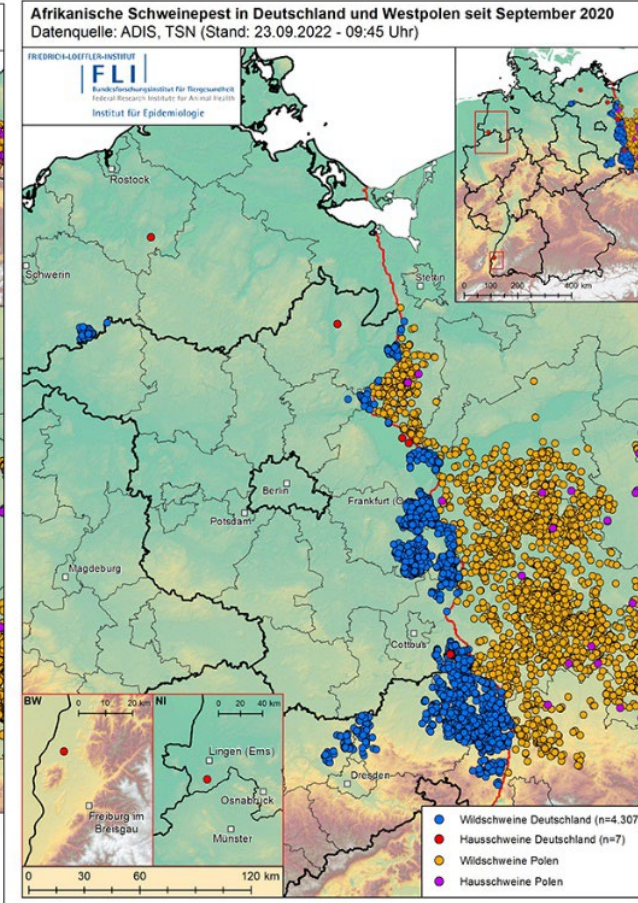 Afrikanische Schweinepest in Deutschland und Westpolen seit September 2020
Datenquelle: ADIS, TSN (Stand: 23.09.2022 - 09:45 Uhr)
FRIEDRICH-LOEFFLER-INSTITUT
FLI
Bundesforschungsinstitut für Tiergesundheit
Federal Research Institute for Animal Health
Institut für Epidemiologie
0 100 200 400 km
Rostock
Schwerin
Stettin
Berlin
Frankfurt (O
Potsdam
Magdeburg
Cottbus
Dresden
BW
0 10 20 km
Freiburg im
Breisgau
NI
0 20 40 km
Lingen (Ems)
Osnabrück
Münster
0 30 60 120 km
Wildschweine Deutschland (n=4.307
Hausschweine Deutschland (n=7)
Wildschweine Polen
Hausschweine Polen